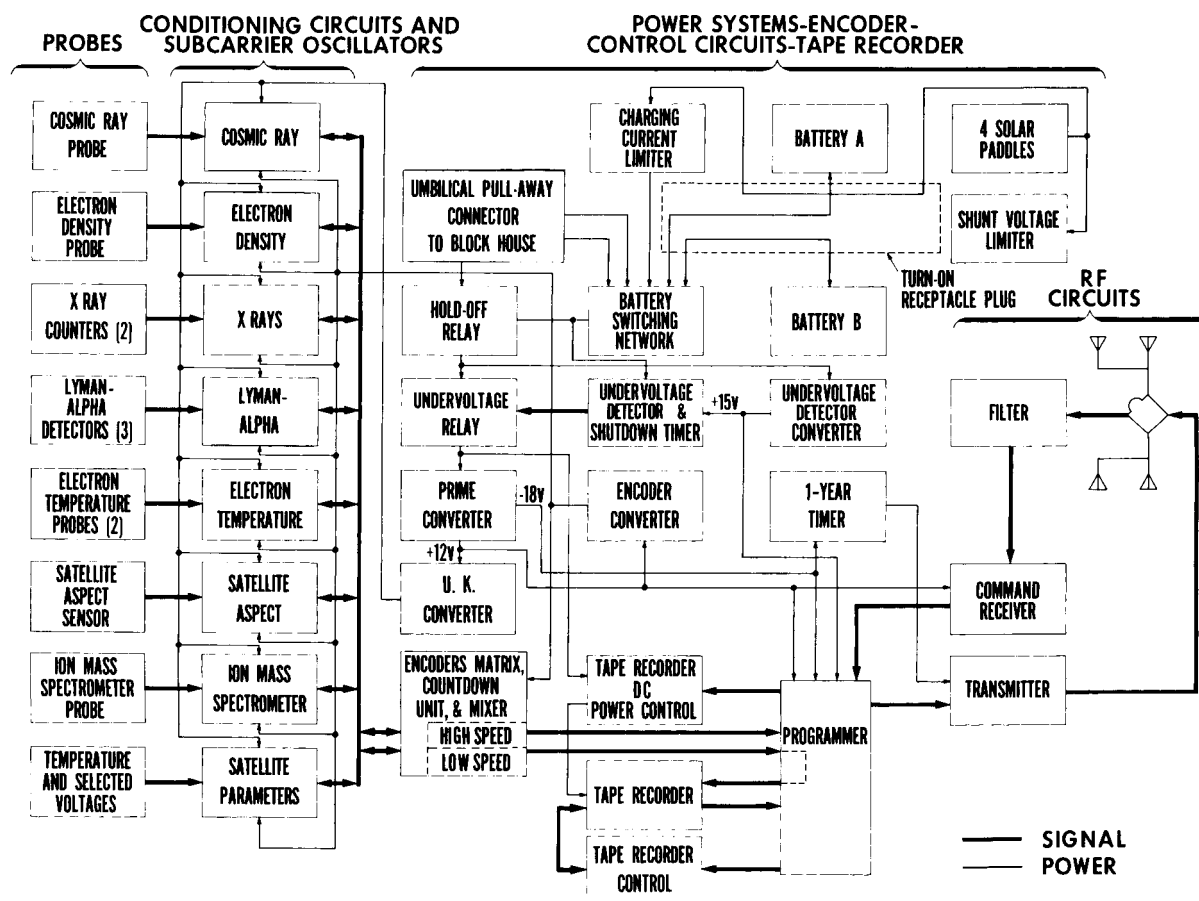 PROBES
CONDITIONING CIRCUITS AND
SUBCARRIER OSCILLATORS
POWER SYSTEMS-ENCODER-
CONTROL CIRCUITS-TAPE RECORDER
COSMIC RAY
PROBE
ELECTRON
DENSITY
PROBE
X RAY
COUNTERS (2)
LYMAN-
ALPHA
DETECTORS (3)
ELECTRON
TEMPERATURE
PROBES (2)
SATELLITE
ASPECT
SENSOR
ION MASS
SPECTROMETER
PROBE
TEMPERATURE
AND SELECTED
VOLTAGES
COSMIC RAY
ELECTRON
DENSITY
X RAYS
LYMAN-
ALPHA
ELECTRON
TEMPERATURE
SATELLITE
ASPECT
ION MASS
SPECTROMETER
SATELLITE
PARAMETERS
UMBILICAL PULL-AWAY
CONNECTOR
TO BLOCK HOUSE
HOLD-OFF
RELAY
UNDERVOLTAGE
RELAY
PRIME
CONVERTER
-18v
+12v
U. K.
CONVERTER
ENCODERS MATRIX,
COUNTDOWN
UNIT, & MIXER
HIGH SPEED
LOW SPEED
CHARGING
CURRENT
LIMITER
BATTERY
SWITCHING
NETWORK
UNDERVOLTAGE
DETECTOR &
SHUTDOWN TIMER
+15v
ENCODER
CONVERTER
TAPE RECORDER
DC
POWER CONTROL
TAPE RECORDER
TAPE RECORDER
CONTROL
BATTERY A
BATTERY B
UNDERVOLTAGE
DETECTOR
CONVERTER
1-YEAR
TIMER
PROGRAMMER
4 SOLAR
PADDLES
SHUNT VOLTAGE
LIMITER
TURN-ON
RECEPTACLE PLUG
RF
CIRCUITS
FILTER
COMMAND
RECEIVER
TRANSMITTER
SIGNAL
POWER